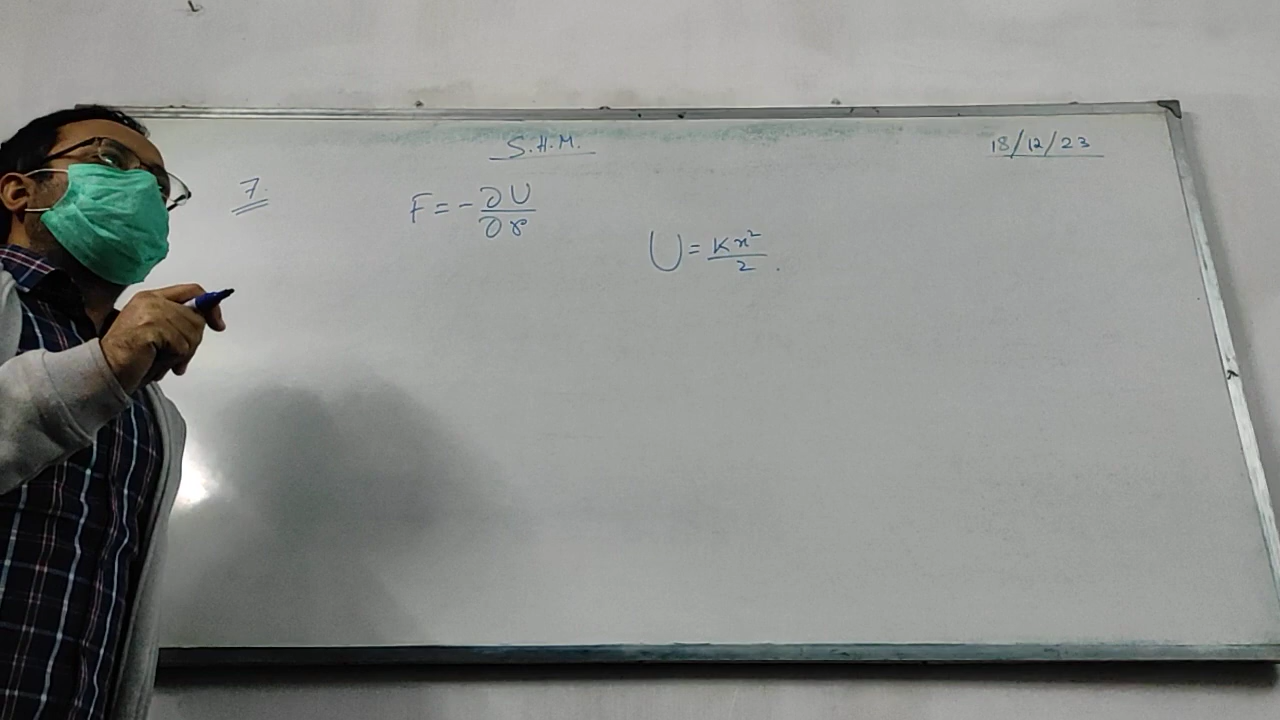 S.H.M.
18/12/23
7.
F = - ∂U/∂r
U = Kx²/2.